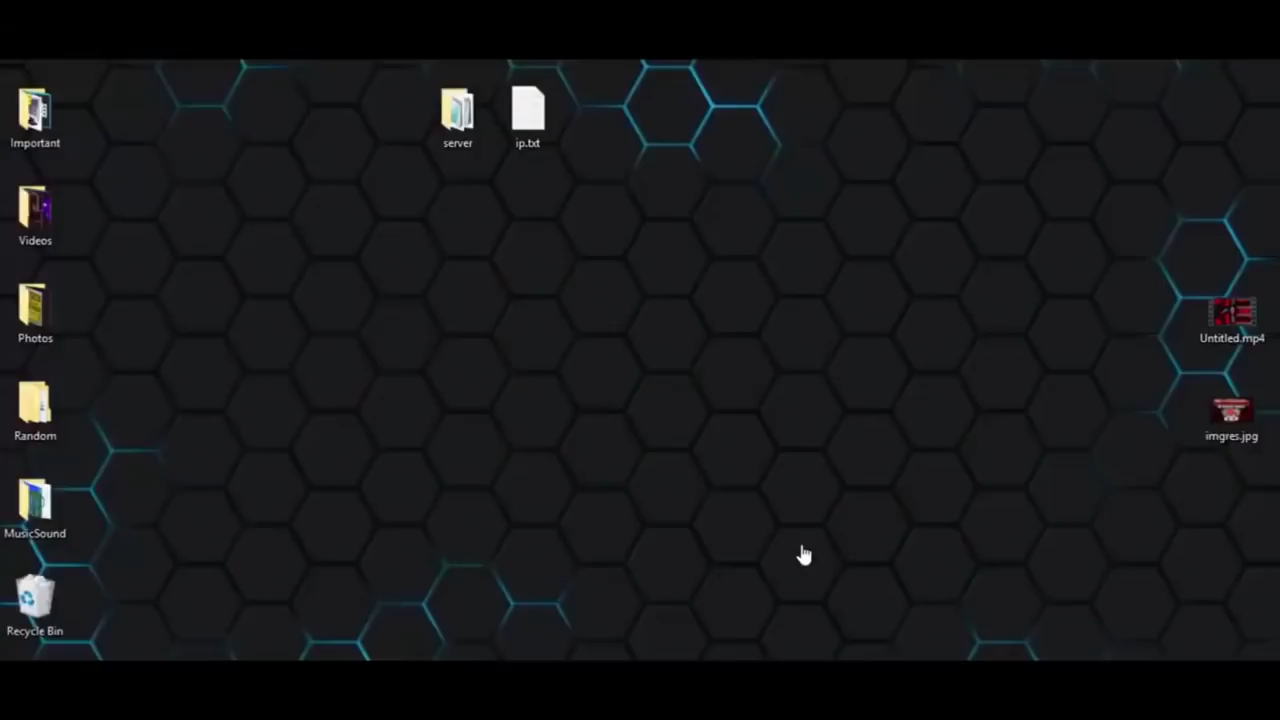 Important
server
ip.txt
Videos
Photos
Untitled.mp4
Random
imgres.jpg
MusicSound
Recycle Bin